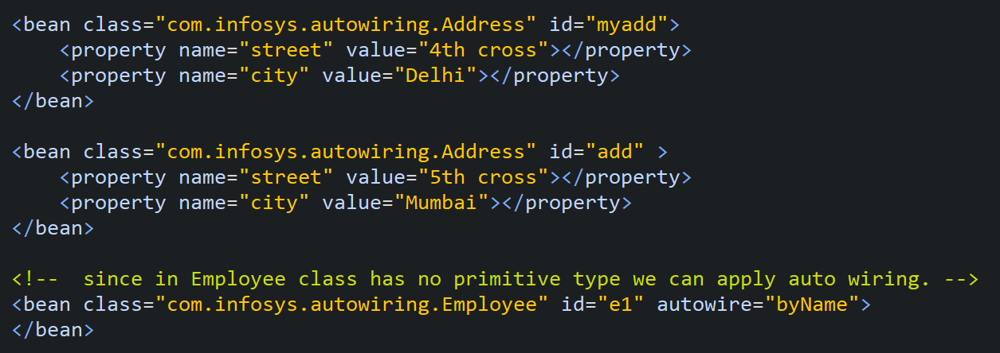 <bean class="com.infosys.autowiring.Address" id="myadd">
    <property name="street" value="4th cross"></property>
    <property name="city" value="Delhi"></property>
</bean>

<bean class="com.infosys.autowiring.Address" id="add" >
    <property name="street" value="5th cross"></property>
    <property name="city" value="Mumbai"></property>
</bean>

<!--  since in Employee class has no primitive type we can apply auto wiring. -->
<bean class="com.infosys.autowiring.Employee" id="e1" autowire="byName">
</bean>